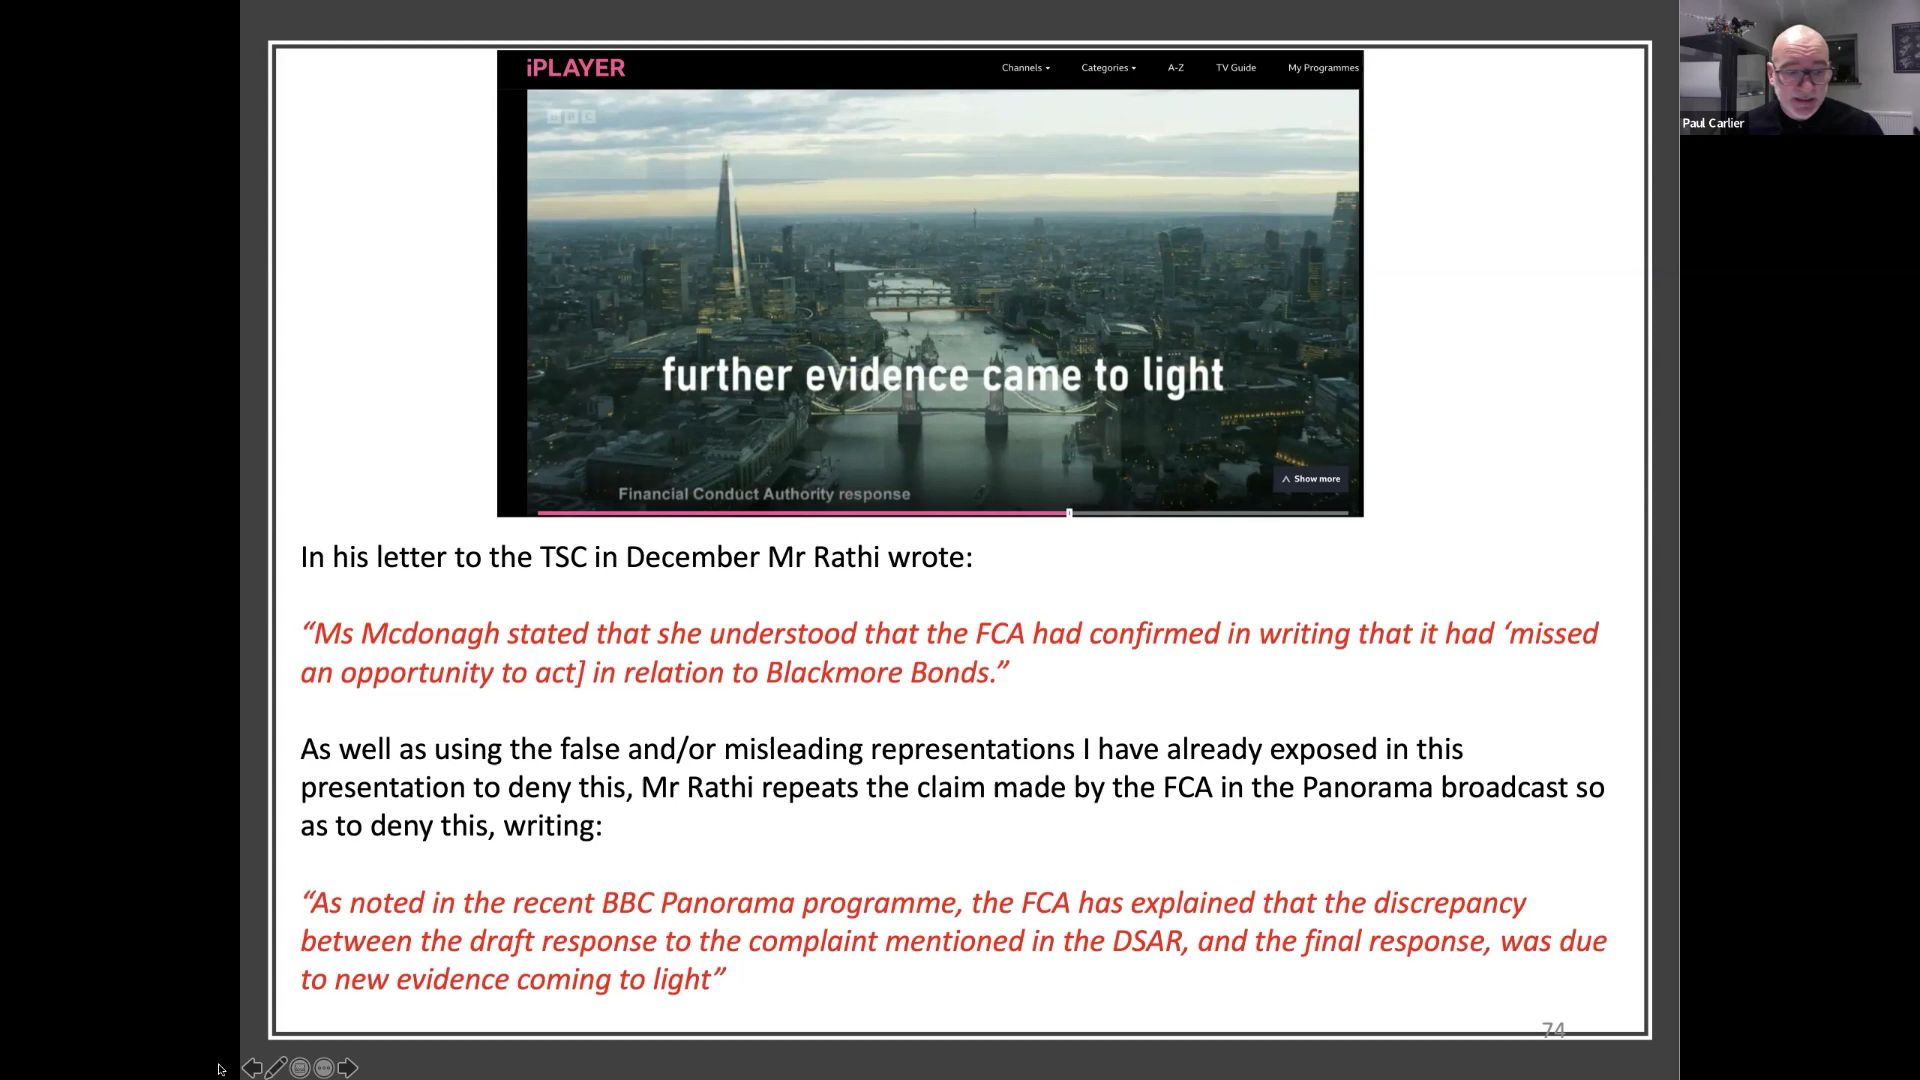 iPLAYER
Channels
Categories
A-Z
TV Guide
My Programmes
BBC
further evidence came to light
Show more
Financial Conduct Authority response
Paul Carlier
In his letter to the TSC in December Mr Rathi wrote:
“Ms Mcdonagh stated that she understood that the FCA had confirmed in writing that it had ‘missed
an opportunity to act] in relation to Blackmore Bonds.”
As well as using the false and/or misleading representations I have already exposed in this
presentation to deny this, Mr Rathi repeats the claim made by the FCA in the Panorama broadcast so
as to deny this, writing:
“As noted in the recent BBC Panorama programme, the FCA has explained that the discrepancy
between the draft response to the complaint mentioned in the DSAR, and the final response, was due
to new evidence coming to light”
74